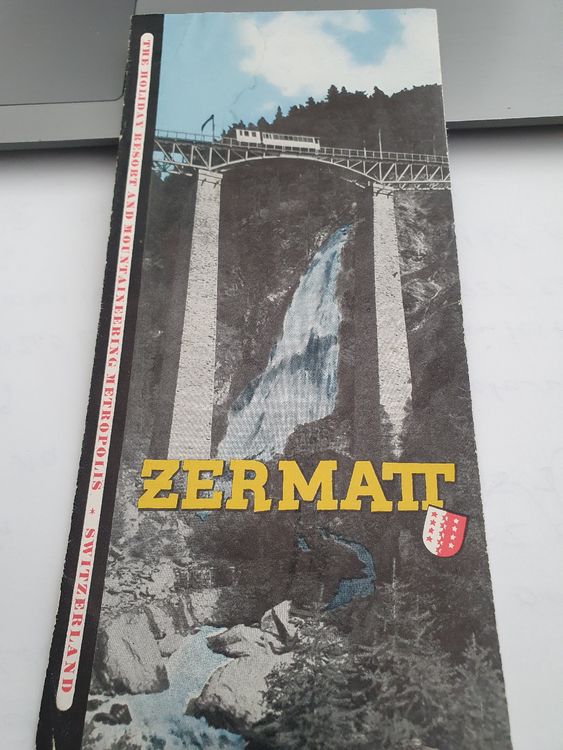 THE HOLIDAY RESORT AND MOUNTAINEERING METROPOLIS * SWITZERLAND
ZERMATT